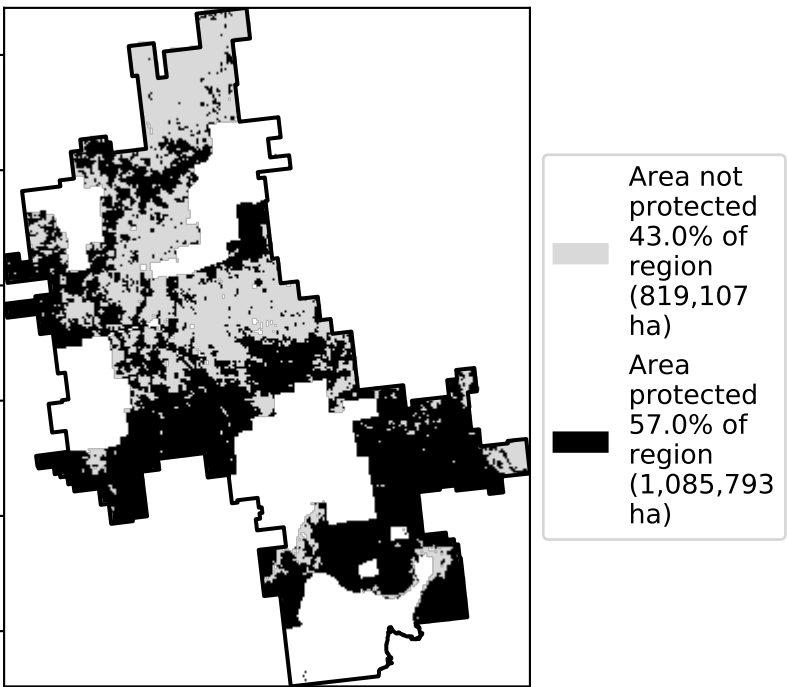 Area not
protected
43.0% of
region
(819,107
ha)
Area
protected
57.0% of
region
(1,085,793
ha)